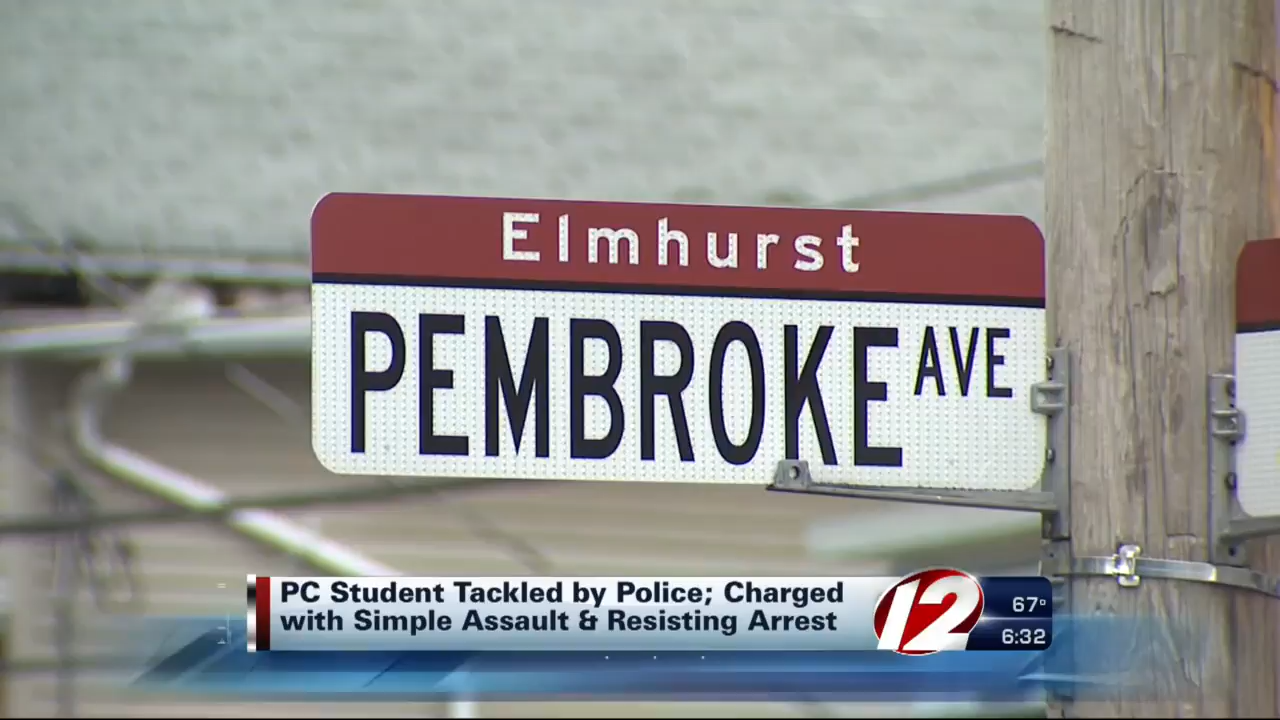 Elmhurst
PEMBROKE AVE
PC Student Tackled by Police; Charged
with Simple Assault & Resisting Arrest
12
67°
6:32